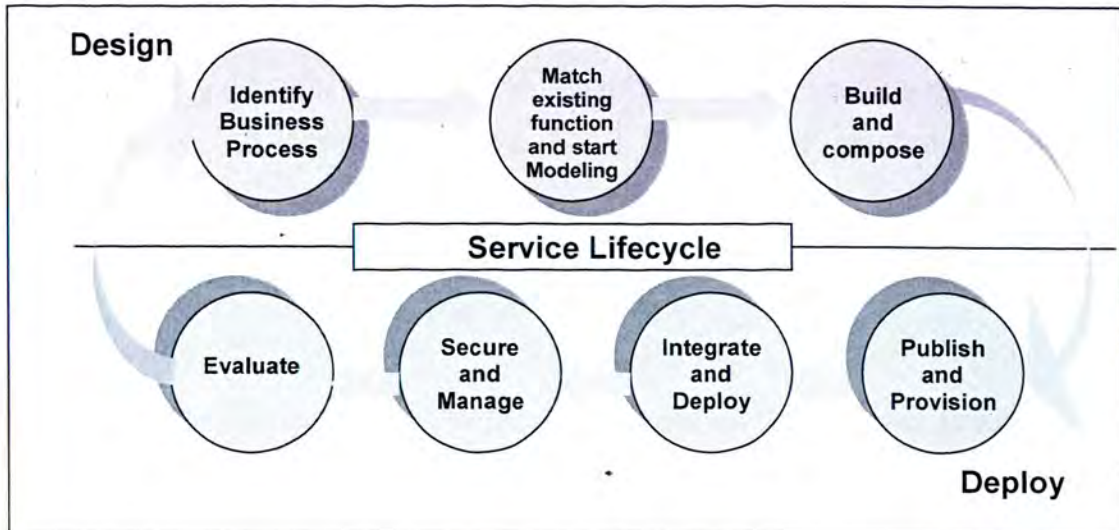 Design
Identify
Business
Process
Match
existing
function
and start
Modeling
Build
and
compose
Service Lifecycle
Evaluate
Secure
and
Manage
Integrate
and
Deploy
Publish
and
Provision
Deploy